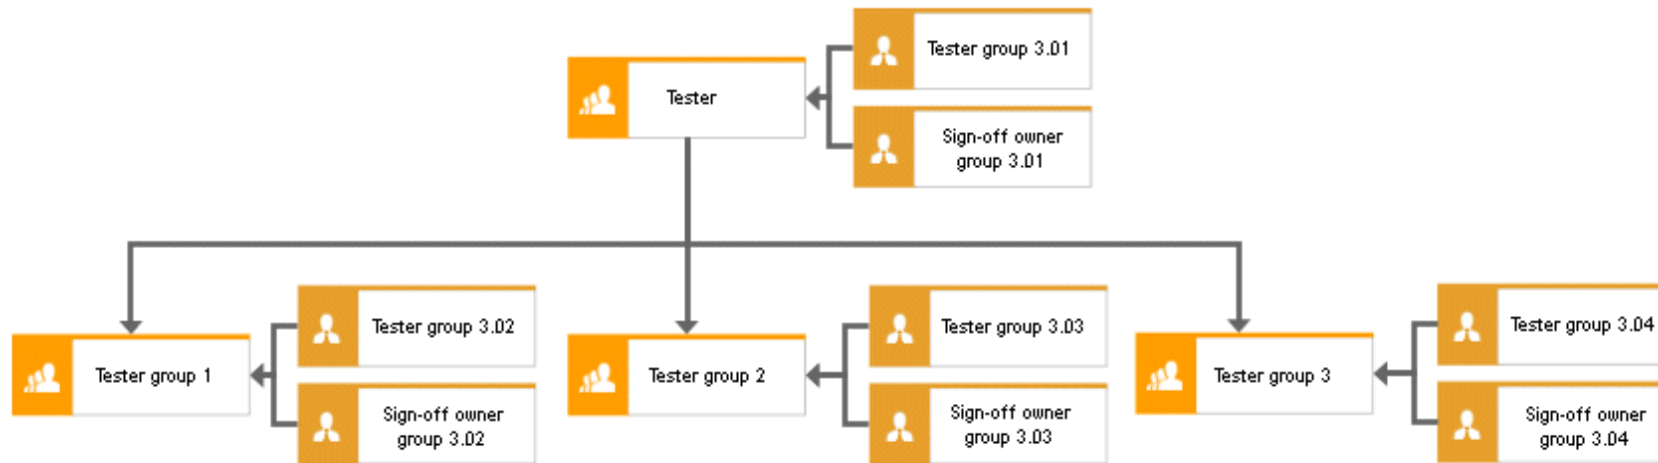 Tester group 3.01
Tester
Sign-off owner
group 3.01
Tester group 3.02
Tester group 1
Sign-off owner
group 3.02
Tester group 3.03
Tester group 2
Sign-off owner
group 3.03
Tester group 3.04
Tester group 3
Sign-off owner
group 3.04